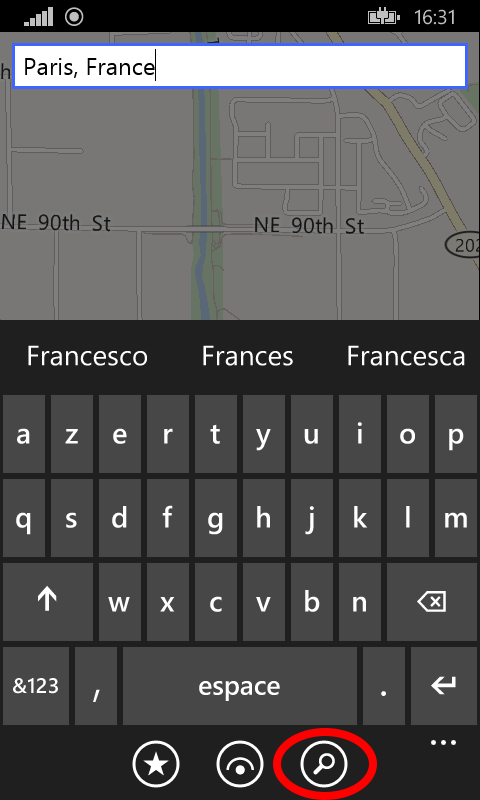 16:31
h
Paris, France
NE 90th St
NE 90th St
202
Francesco Frances Francesca
a z e r t y u i o p
q s d f g h j k l m
w x c v b n
&123 , espace .
...